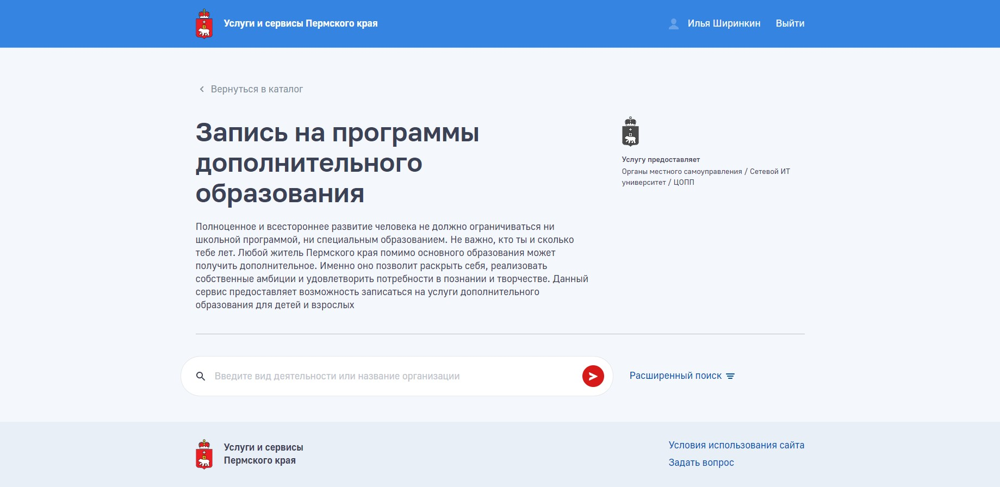 Услуги и сервисы Пермского края
Илья Ширинкин
Выйти
Вернуться в каталог
Запись на программы
дополнительного
образования
Услугу предоставляет
Органы местного самоуправления / Сетевой ИТ
университет / ЦОПП
Полноценное и всестороннее развитие человека не должно ограничиваться ни
школьной программой, ни специальным образованием. Не важно, кто ты и сколько
тебе лет. Любой житель Пермского края помимо основного образования может
получить дополнительное. Именно оно позволит раскрыть себя, реализовать
собственные амбиции и удовлетворить потребности в познании и творчестве. Данный
сервис предоставляет возможность записаться на услуги дополнительного
образования для детей и взрослых
Введите вид деятельности или название организации
Расширенный поиск
Услуги и сервисы
Пермского края
Условия использования сайта
Задать вопрос